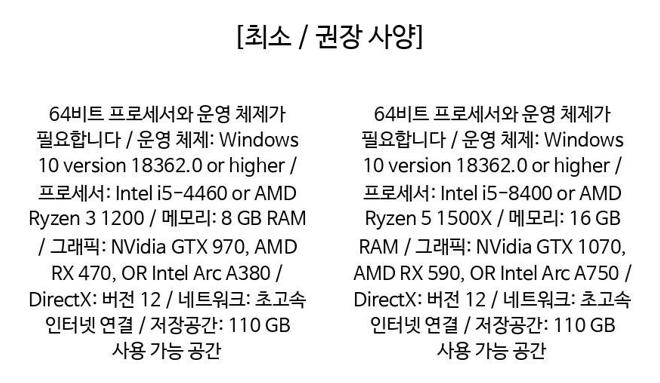 [최소 / 권장 사양]
64비트 프로세서와 운영 체제가
필요합니다 / 운영 체제: Windows
10 version 18362.0 or higher /
프로세서: Intel i5-4460 or AMD
Ryzen 3 1200 / 메모리: 8 GB RAM
/ 그래픽: NVidia GTX 970, AMD
RX 470, OR Intel Arc A380 /
DirectX: 버전 12 / 네트워크: 초고속
인터넷 연결 / 저장공간: 110 GB
사용 가능 공간
64비트 프로세서와 운영 체제가
필요합니다 / 운영 체제: Windows
10 version 18362.0 or higher /
프로세서: Intel i5-8400 or AMD
Ryzen 5 1500X / 메모리: 16 GB
RAM / 그래픽: NVidia GTX 1070,
AMD RX 590, OR Intel Arc A750 /
DirectX: 버전 12 / 네트워크: 초고속
인터넷 연결 / 저장공간: 110 GB
사용 가능 공간